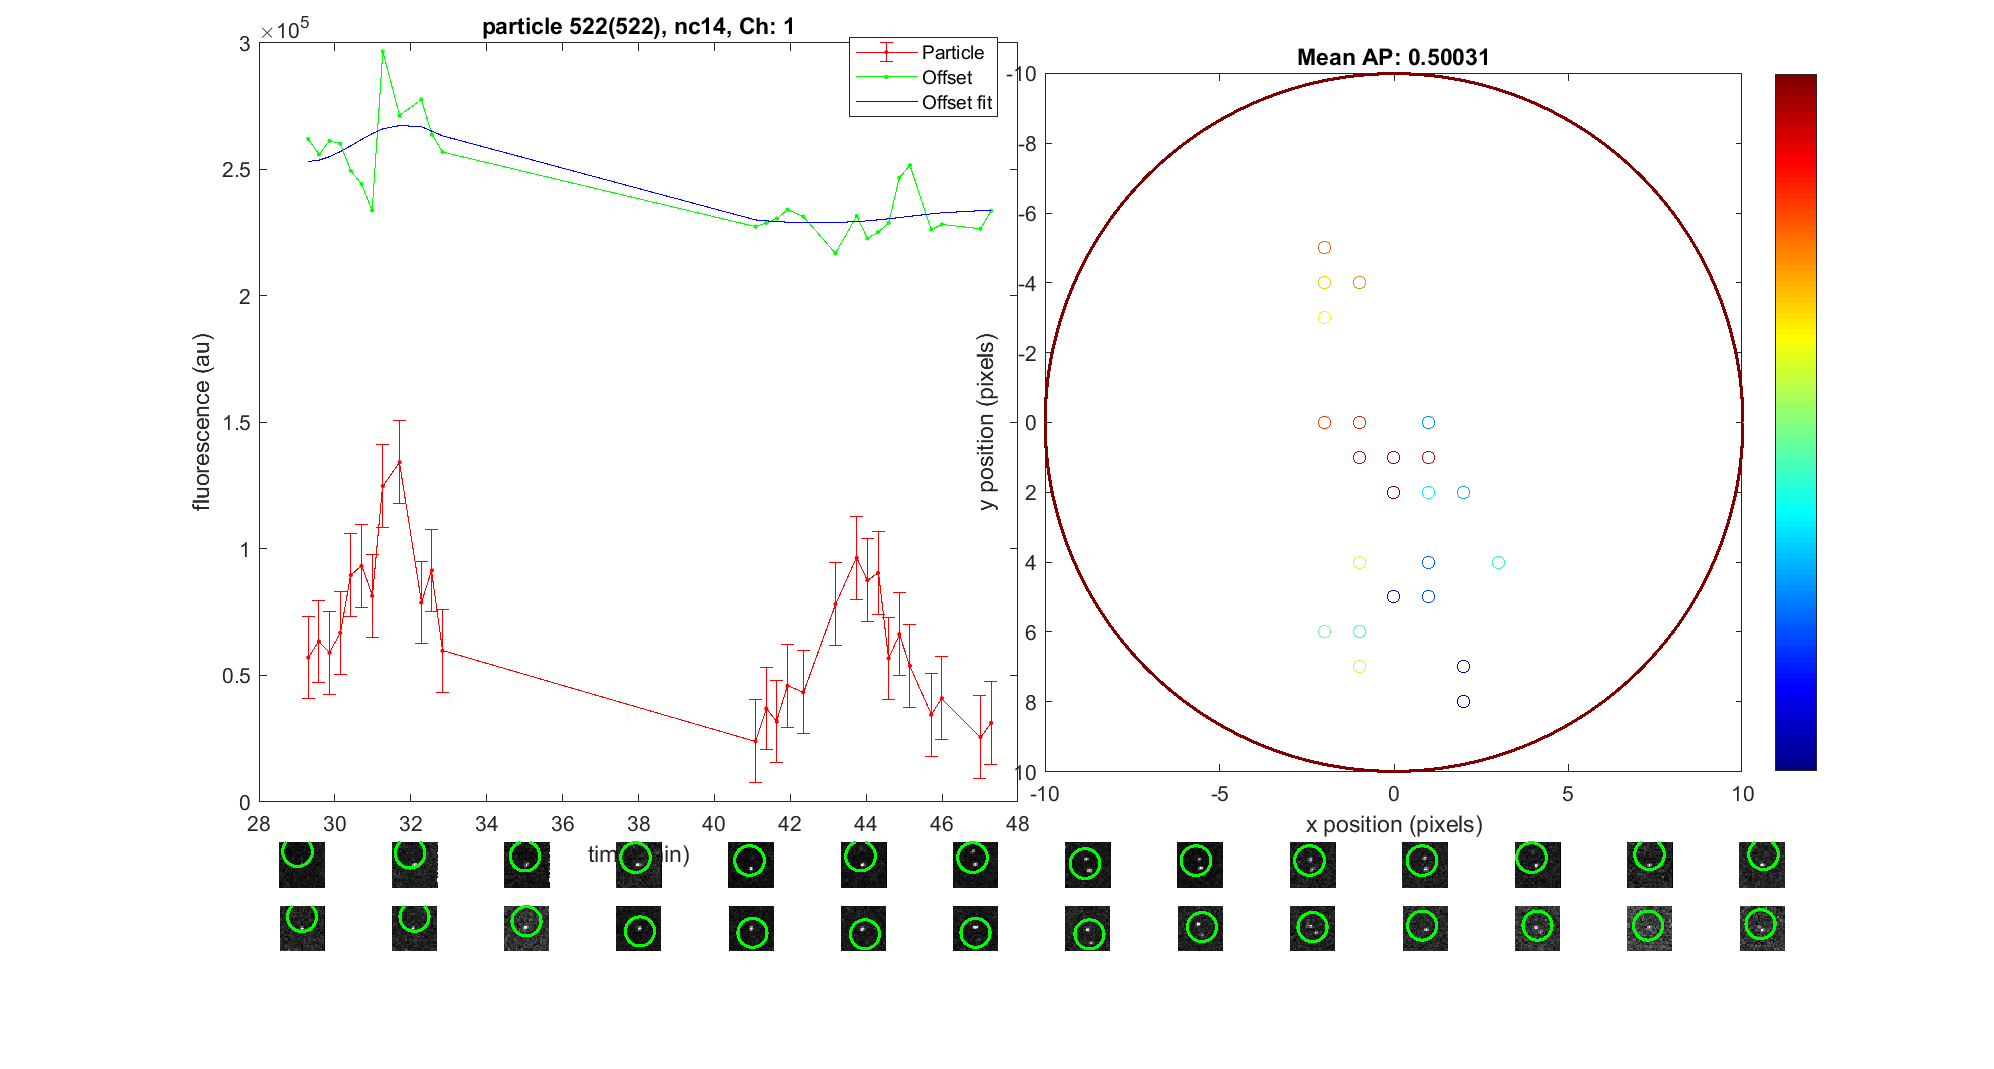 particle 522(522), nc14, Ch: 1
×10^5
Particle
Offset
Offset fit
3
2.5
2
1.5
1
0.5
0
fluorescence (au)
28 30 32 34 36 38 40 42 44 46 48
Mean AP: 0.50031
-10
-8
-6
-4
-2
0
2
4
6
8
10
y position (pixels)
-10 -5 0 5 10
x position (pixels)